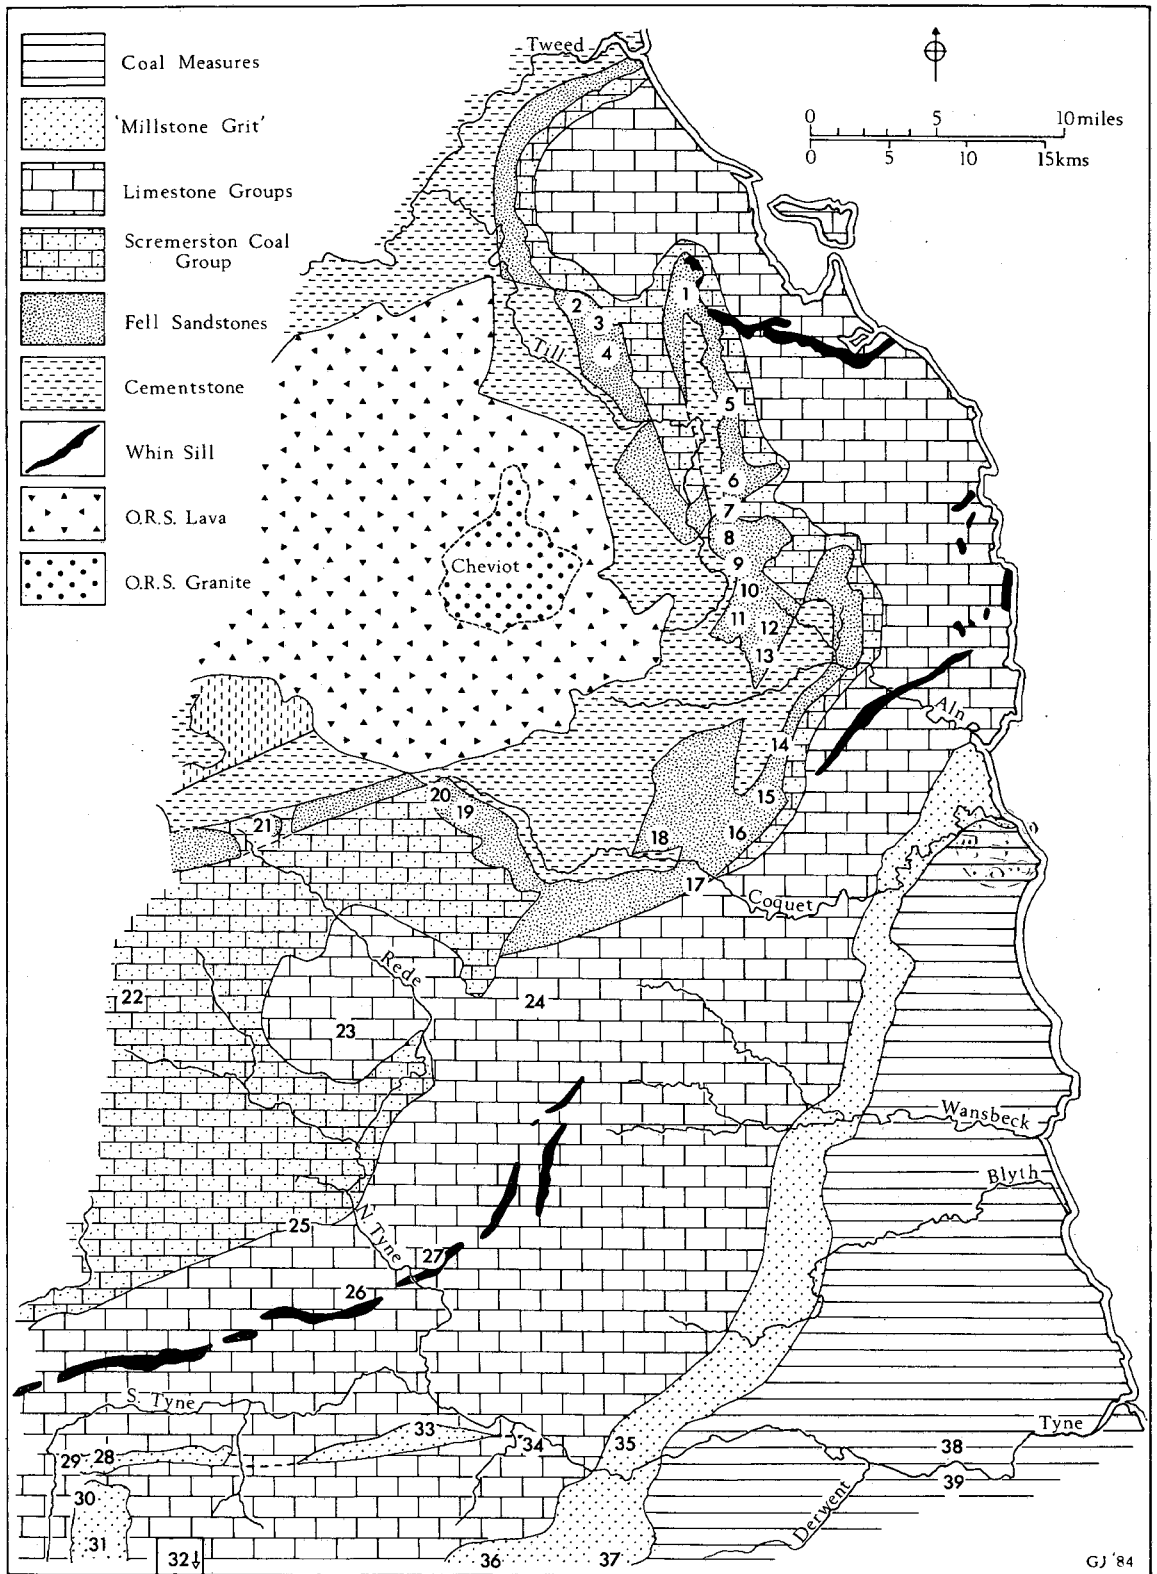 Coal Measures
'Millstone Grit'
Limestone Groups
Scremerston Coal
Group
Fell Sandstones
Cementstone
Whin Sill
O.R.S. Lava
O.R.S. Granite
Tweed
0 5 10 miles
0 5 10 15kms
1
2
3
Till
4
5
6
7
8
Cheviot
9
10
11
12
13
Aln
14
15
20
19
21
18
16
17
Coquet
Rede
22
23
24
Wansbeck
Blyth
25
N. Tyne
27
26
S. Tyne
Tyne
33
34
35
38
29
28
39
30
31
Derwent
32
36
37
GJ '84